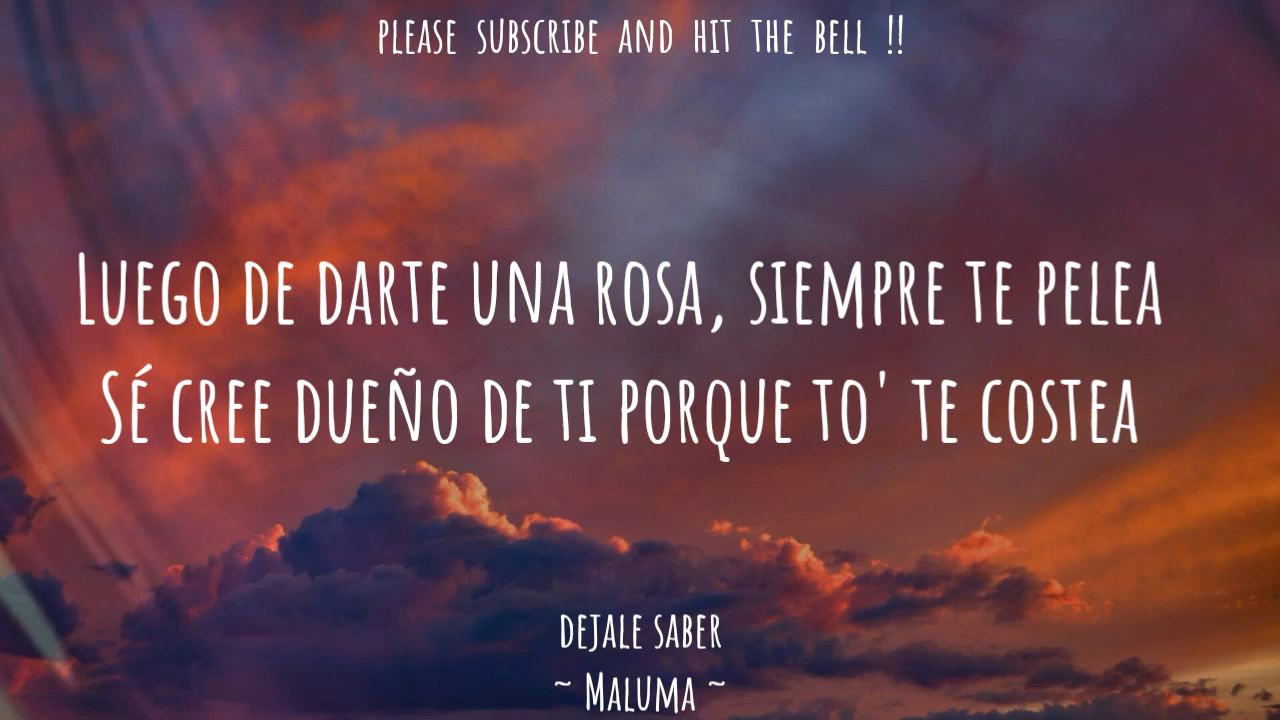 PLEASE SUBSCRIBE AND HIT THE BELL !!
LUEGO DE DARTE UNA ROSA, SIEMPRE TE PELEA
SÉ CREE DUEÑO DE TI PORQUE TO' TE COSTEA
DEJALE SABER
~ MALUMA ~